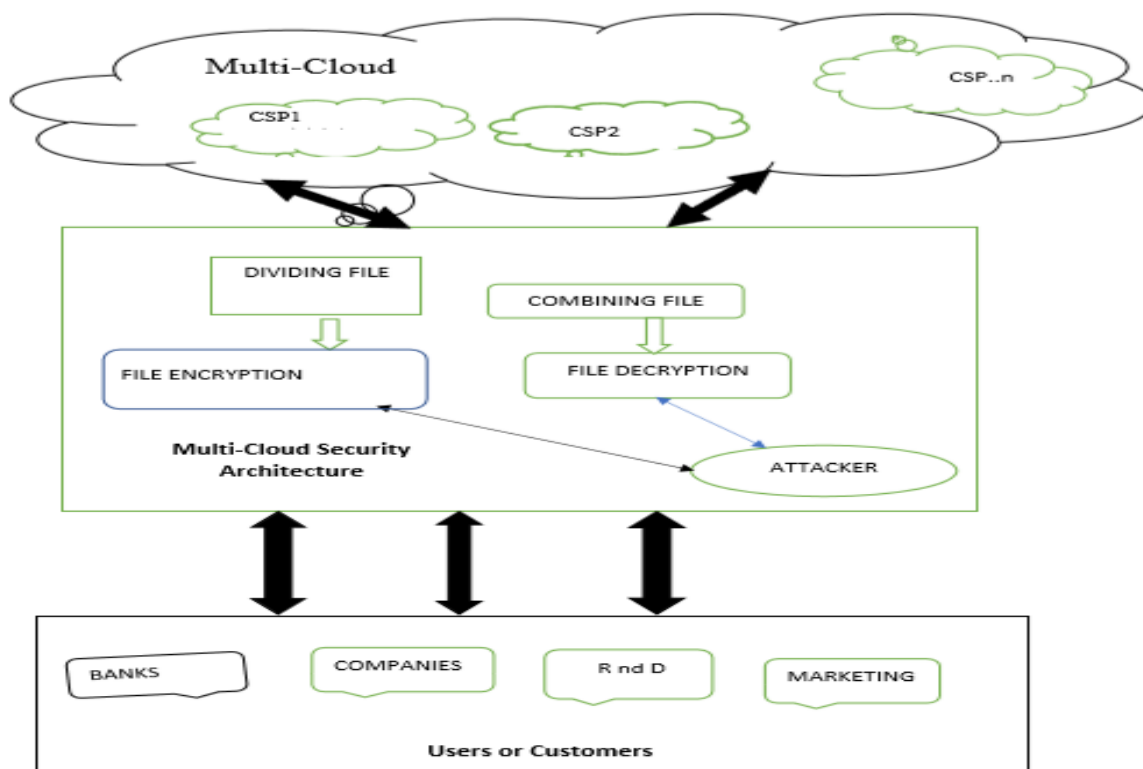 Multi-Cloud
CSP..n
CSP1
. . . .
CSP2
DIVIDING FILE
COMBINING FILE
FILE ENCRYPTION
FILE DECRYPTION
Multi-Cloud Security
Architecture
ATTACKER
BANKS
COMPANIES
R nd D
MARKETING
Users or Customers